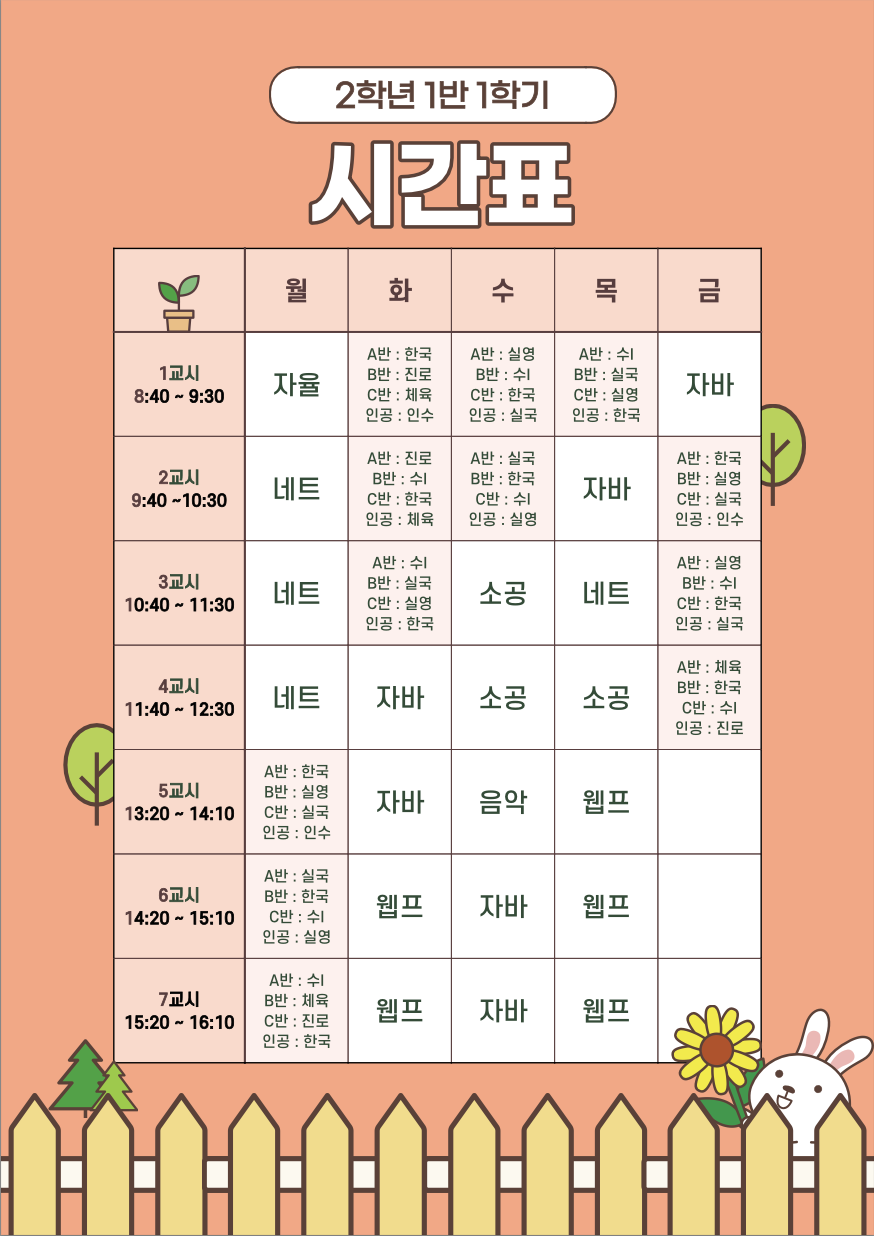 2학년 1반 1학기
시간표
월 화 수 목 금
1교시
8:40 ~ 9:30
자율
A반 : 한국
B반 : 진로
C반 : 체육
인공 : 인수
A반 : 실영
B반 : 수I
C반 : 한국
인공 : 실국
A반 : 수I
B반 : 실국
C반 : 실영
인공 : 한국
자바
2교시
9:40 ~10:30
네트
A반 : 진로
B반 : 수I
C반 : 한국
인공 : 체육
A반 : 실국
B반 : 한국
C반 : 수I
인공 : 실영
자바
A반 : 한국
B반 : 실영
C반 : 실국
인공 : 인수
3교시
10:40 ~ 11:30
네트
A반 : 수I
B반 : 실국
C반 : 실영
인공 : 한국
소공
네트
A반 : 실영
B반 : 수I
C반 : 한국
인공 : 실국
4교시
11:40 ~ 12:30
네트
자바
소공
소공
A반 : 체육
B반 : 한국
C반 : 수I
인공 : 진로
5교시
13:20 ~ 14:10
A반 : 한국
B반 : 실영
C반 : 실국
인공 : 인수
자바
음악
웹프
6교시
14:20 ~ 15:10
A반 : 실국
B반 : 한국
C반 : 수I
인공 : 실영
웹프
자바
웹프
7교시
15:20 ~ 16:10
A반 : 수I
B반 : 체육
C반 : 진로
인공 : 한국
웹프
자바
웹프